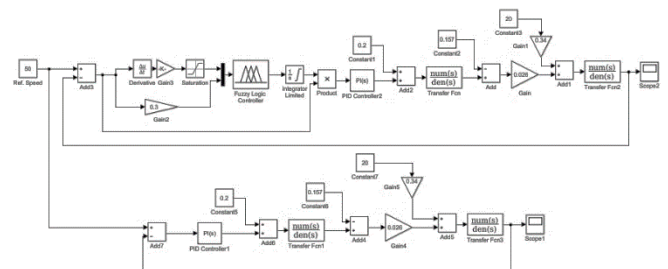 20
Constant3
0.34
Gain1
0.2
Constant1
0.157
Constant2
50
Ref. Speed
Add3
du/dt
Derivative
-K-
Gain3
Saturation
0.5
Gain2
Fuzzy Logic
Controller
Integrator
Limited
×
Product
PI(s)
PID Controller2
Add2
num(s)
den(s)
Transfer Fcn
Add
0.026
Gain
Add1
num(s)
den(s)
Transfer Fcn2
Scope2
20
Constant7
0.34
Gain5
0.2
Constant5
0.157
Constant6
Add7
PI(s)
PID Controller1
Add6
num(s)
den(s)
Transfer Fcn1
Add4
0.026
Gain4
Add5
num(s)
den(s)
Transfer Fcn3
Scope1